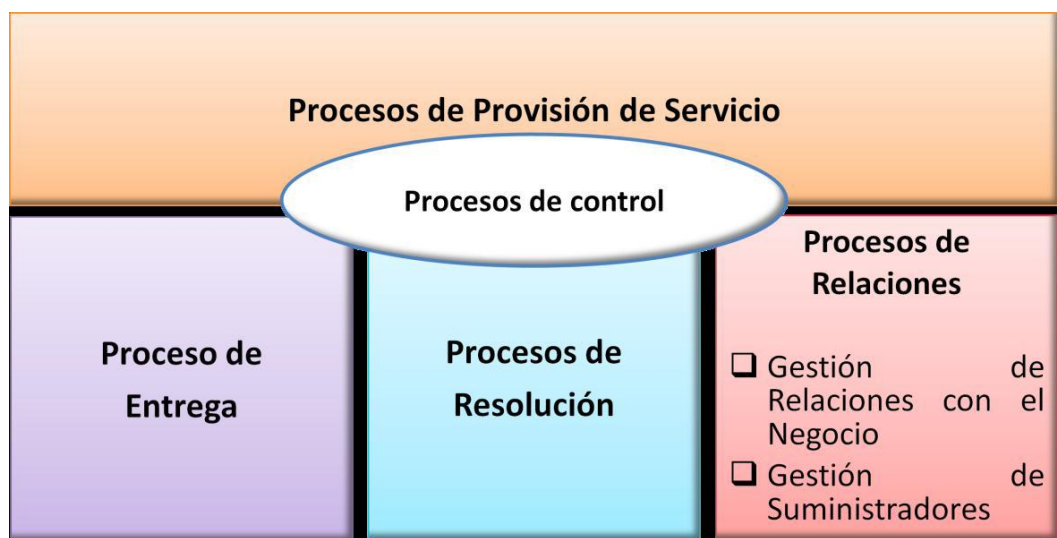 Procesos de Provisión de Servicio
Procesos de control
Proceso de
Entrega
Procesos de
Resolución
Procesos de
Relaciones
❑ Gestión de
Relaciones con el
Negocio
❑ Gestión de
Suministradores